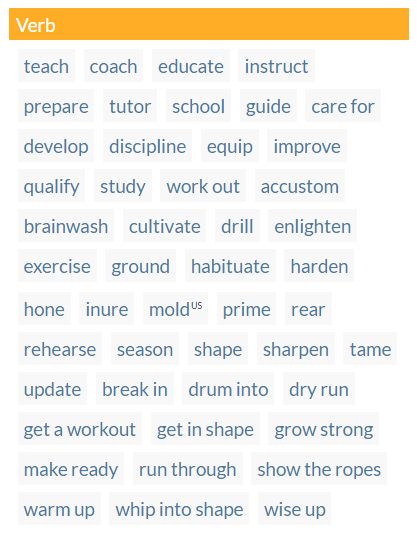 Verb
teach coach educate instruct
prepare tutor school guide care for
develop discipline equip improve
qualify study work out accustom
brainwash cultivate drill enlighten
exercise ground habituate harden
hone inure moldUS prime rear
rehearse season shape sharpen tame
update break in drum into dry run
get a workout get in shape grow strong
make ready run through show the ropes
warm up whip into shape wise up